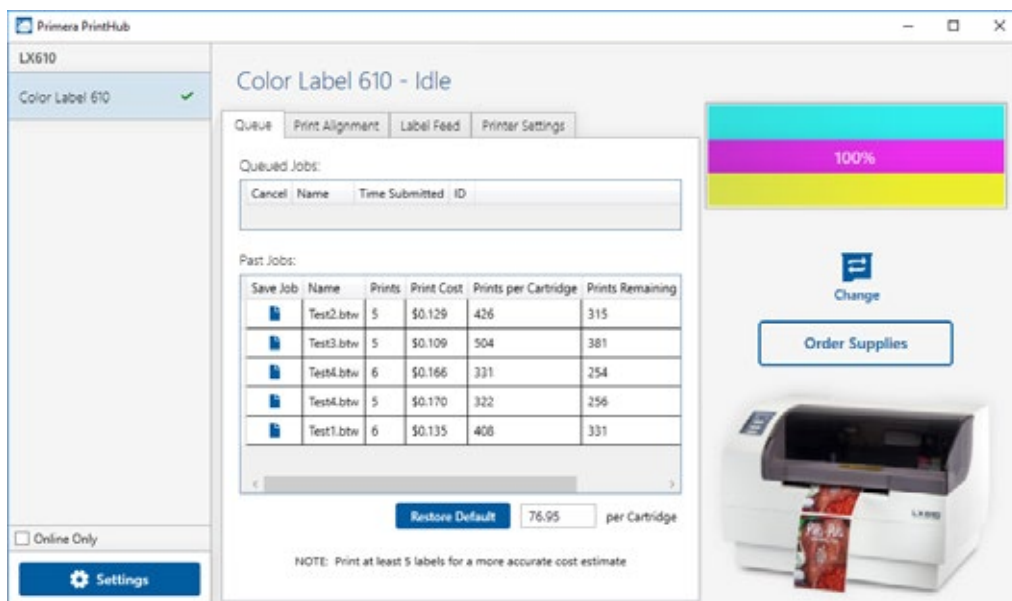 Primera PrintHub
LX610
Color Label 610
Color Label 610 - Idle
Queue Print Alignment Label Feed Printer Settings
Queued Jobs:
Cancel Name Time Submitted ID
Past Jobs:
Save Job Name Prints Print Cost Prints per Cartridge Prints Remaining
Test2.btw 5 $0.129 426 315
Test3.btw 5 $0.109 504 381
Test4.btw 6 $0.166 331 254
Test4.btw 5 $0.170 322 256
Test1.btw 6 $0.135 408 331
Restore Default 76.95 per Cartridge
NOTE: Print at least 5 labels for a more accurate cost estimate
Online Only
Settings
100%
Change
Order Supplies
LX610